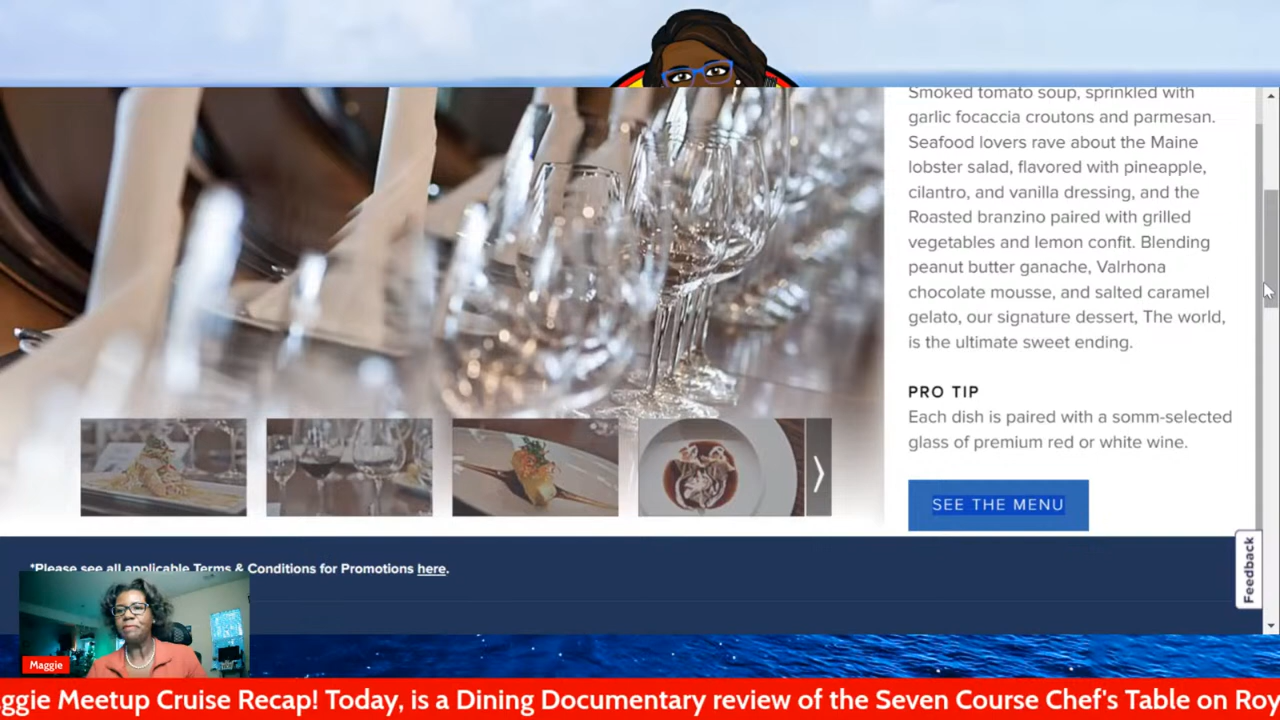 Smoked tomato soup, sprinkled with
garlic focaccia croutons and parmesan.
Seafood lovers rave about the Maine
lobster salad, flavored with pineapple,
cilantro, and vanilla dressing, and the
Roasted branzino paired with grilled
vegetables and lemon confit. Blending
peanut butter ganache, Valrhona
chocolate mousse, and salted caramel
gelato, our signature dessert, The world,
is the ultimate sweet ending.
PRO TIP
Each dish is paired with a somm-selected
glass of premium red or white wine.
SEE THE MENU
Feedback
*Please see all applicable Terms & Conditions for Promotions here.
Maggie
ggie Meetup Cruise Recap! Today, is a Dining Documentary review of the Seven Course Chef's Table on Roy